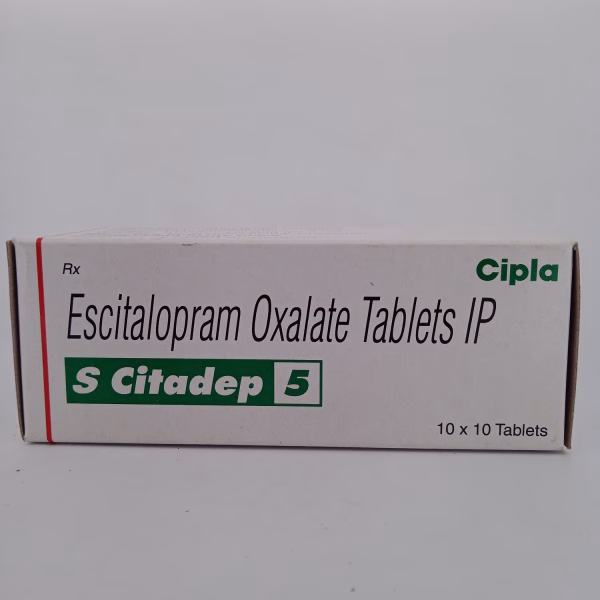 Rx
Cipla
Escitalopram Oxalate Tablets IP
S Citadep 5
10 x 10 Tablets